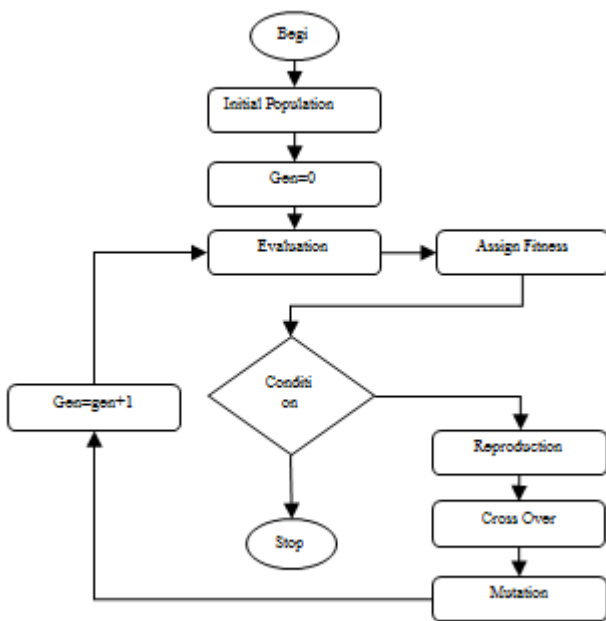 Begi
Initial Population
Gen=0
Evaluation
Assign Fitness
Conditi
on
Gen=gen+1
Reproduction
Cross Over
Stop
Mutation